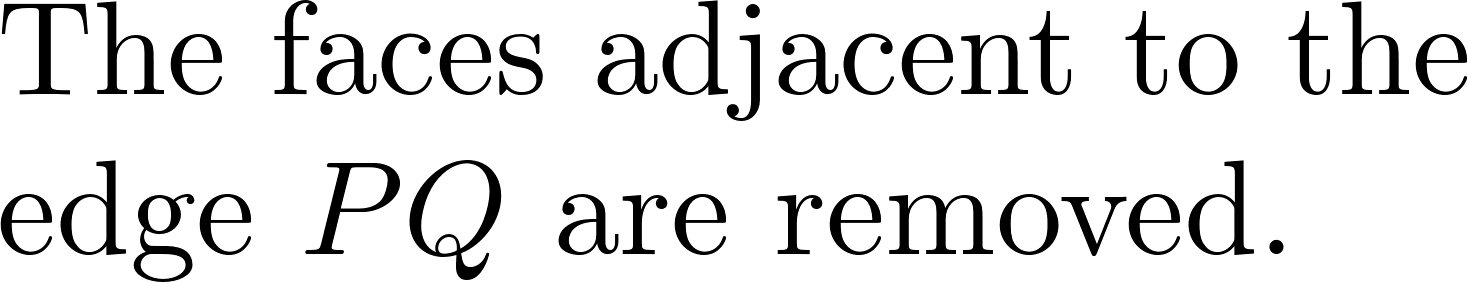 The faces adjacent to the
edge PQ are removed.